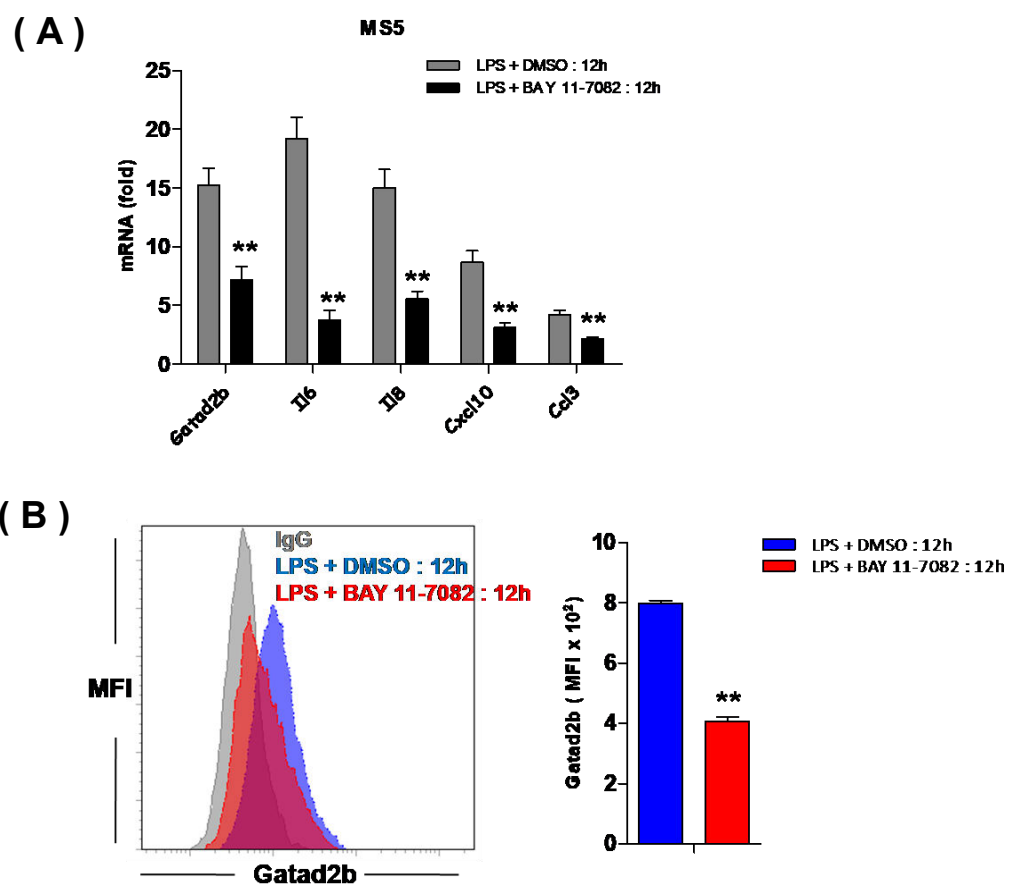 ( A )
MS5
LPS + DMSO : 12h
LPS + BAY 11-7082 : 12h
25
20
15
10
5
0
mRNA (fold)
**
**
**
**
**
Gatad2b
Il6
Il8
Cxcl10
Ccl3
( B )
IgG
LPS + DMSO : 12h
LPS + BAY 11-7082 : 12h
MFI
Gatad2b
LPS + DMSO : 12h
LPS + BAY 11-7082 : 12h
10
8
6
4
2
0
Gatad2b ( MFI x 10²)
**